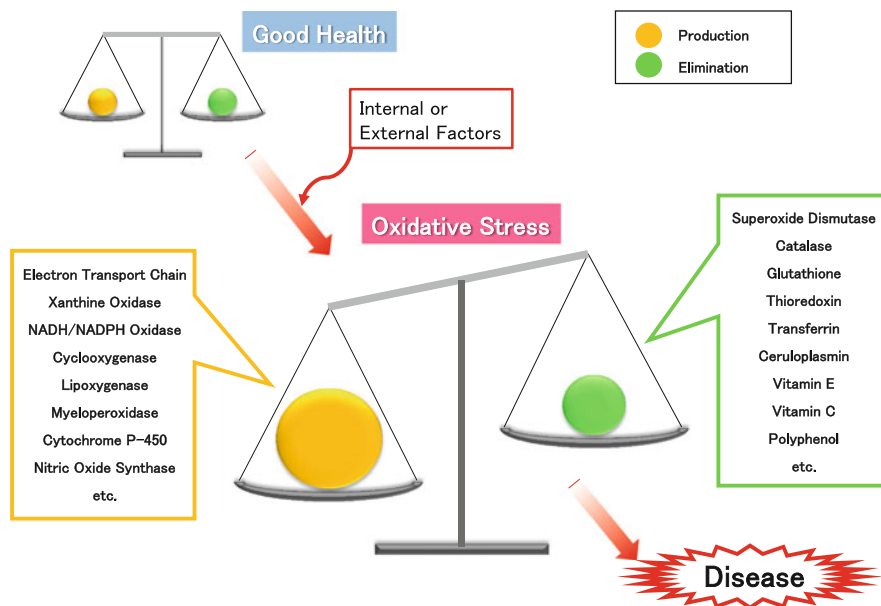 Good Health
Production
Elimination
Internal or
External Factors
Oxidative Stress
Electron Transport Chain
Xanthine Oxidase
NADH/NADPH Oxidase
Cyclooxygenase
Lipoxygenase
Myeloperoxidase
Cytochrome P-450
Nitric Oxide Synthase
etc.
Superoxide Dismutase
Catalase
Glutathione
Thioredoxin
Transferrin
Ceruloplasmin
Vitamin E
Vitamin C
Polyphenol
etc.
Disease